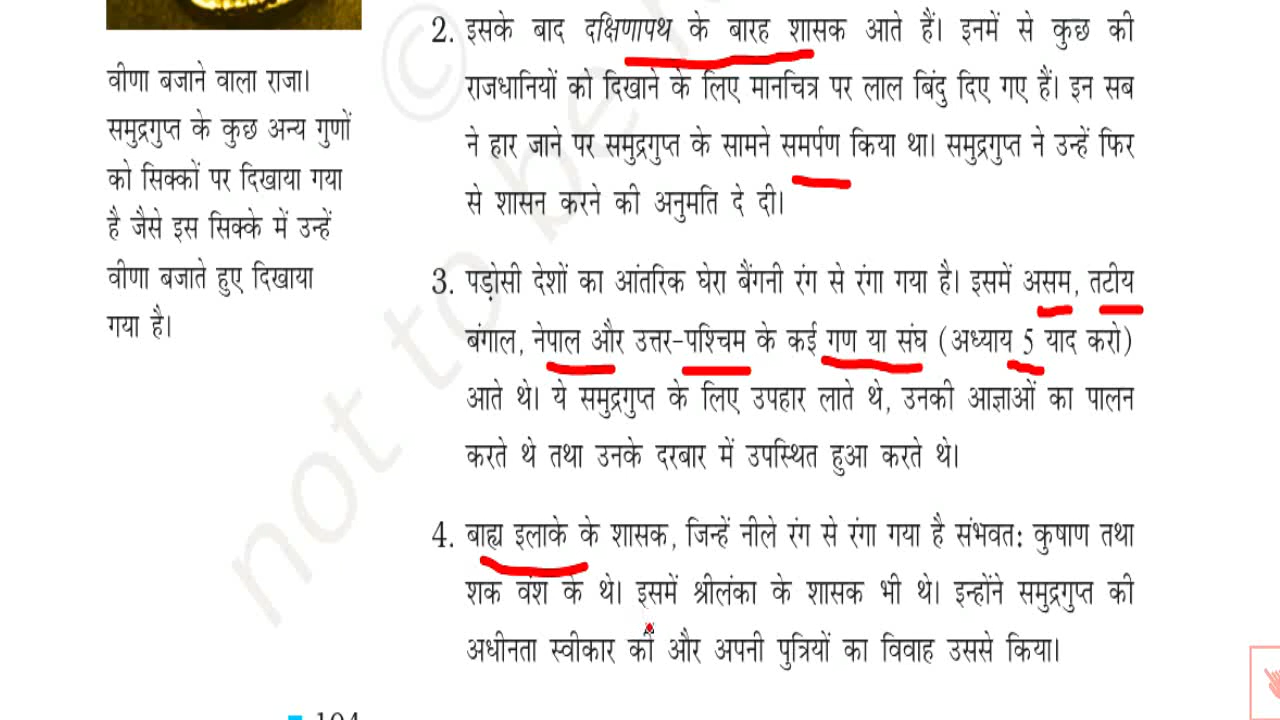 वीणा बजाने वाला राजा।
समुद्रगुप्त के कुछ अन्य गुणों
को सिक्कों पर दिखाया गया
है जैसे इस सिक्के में उन्हें
वीणा बजाते हुए दिखाया
गया है।
2. इसके बाद दक्षिणापथ के बारह शासक आते हैं। इनमें से कुछ की
राजधानियों को दिखाने के लिए मानचित्र पर लाल बिंदु दिए गए हैं। इन सब
ने हार जाने पर समुद्रगुप्त के सामने समर्पण किया था। समुद्रगुप्त ने उन्हें फिर
से शासन करने की अनुमति दे दी।
3. पड़ोसी देशों का आंतरिक घेरा बैंगनी रंग से रंगा गया है। इसमें असम, तटीय
बंगाल, नेपाल और उत्तर-पश्चिम के कई गण या संघ (अध्याय 5 याद करो)
आते थे। ये समुद्रगुप्त के लिए उपहार लाते थे, उनकी आज्ञाओं का पालन
करते थे तथा उनके दरबार में उपस्थित हुआ करते थे।
4. बाह्य इलाके के शासक, जिन्हें नीले रंग से रंगा गया है संभवतः कुषाण तथा
शक वंश के थे। इसमें श्रीलंका के शासक भी थे। इन्होंने समुद्रगुप्त की
अधीनता स्वीकार की और अपनी पुत्रियों का विवाह उससे किया।
104
© not to be